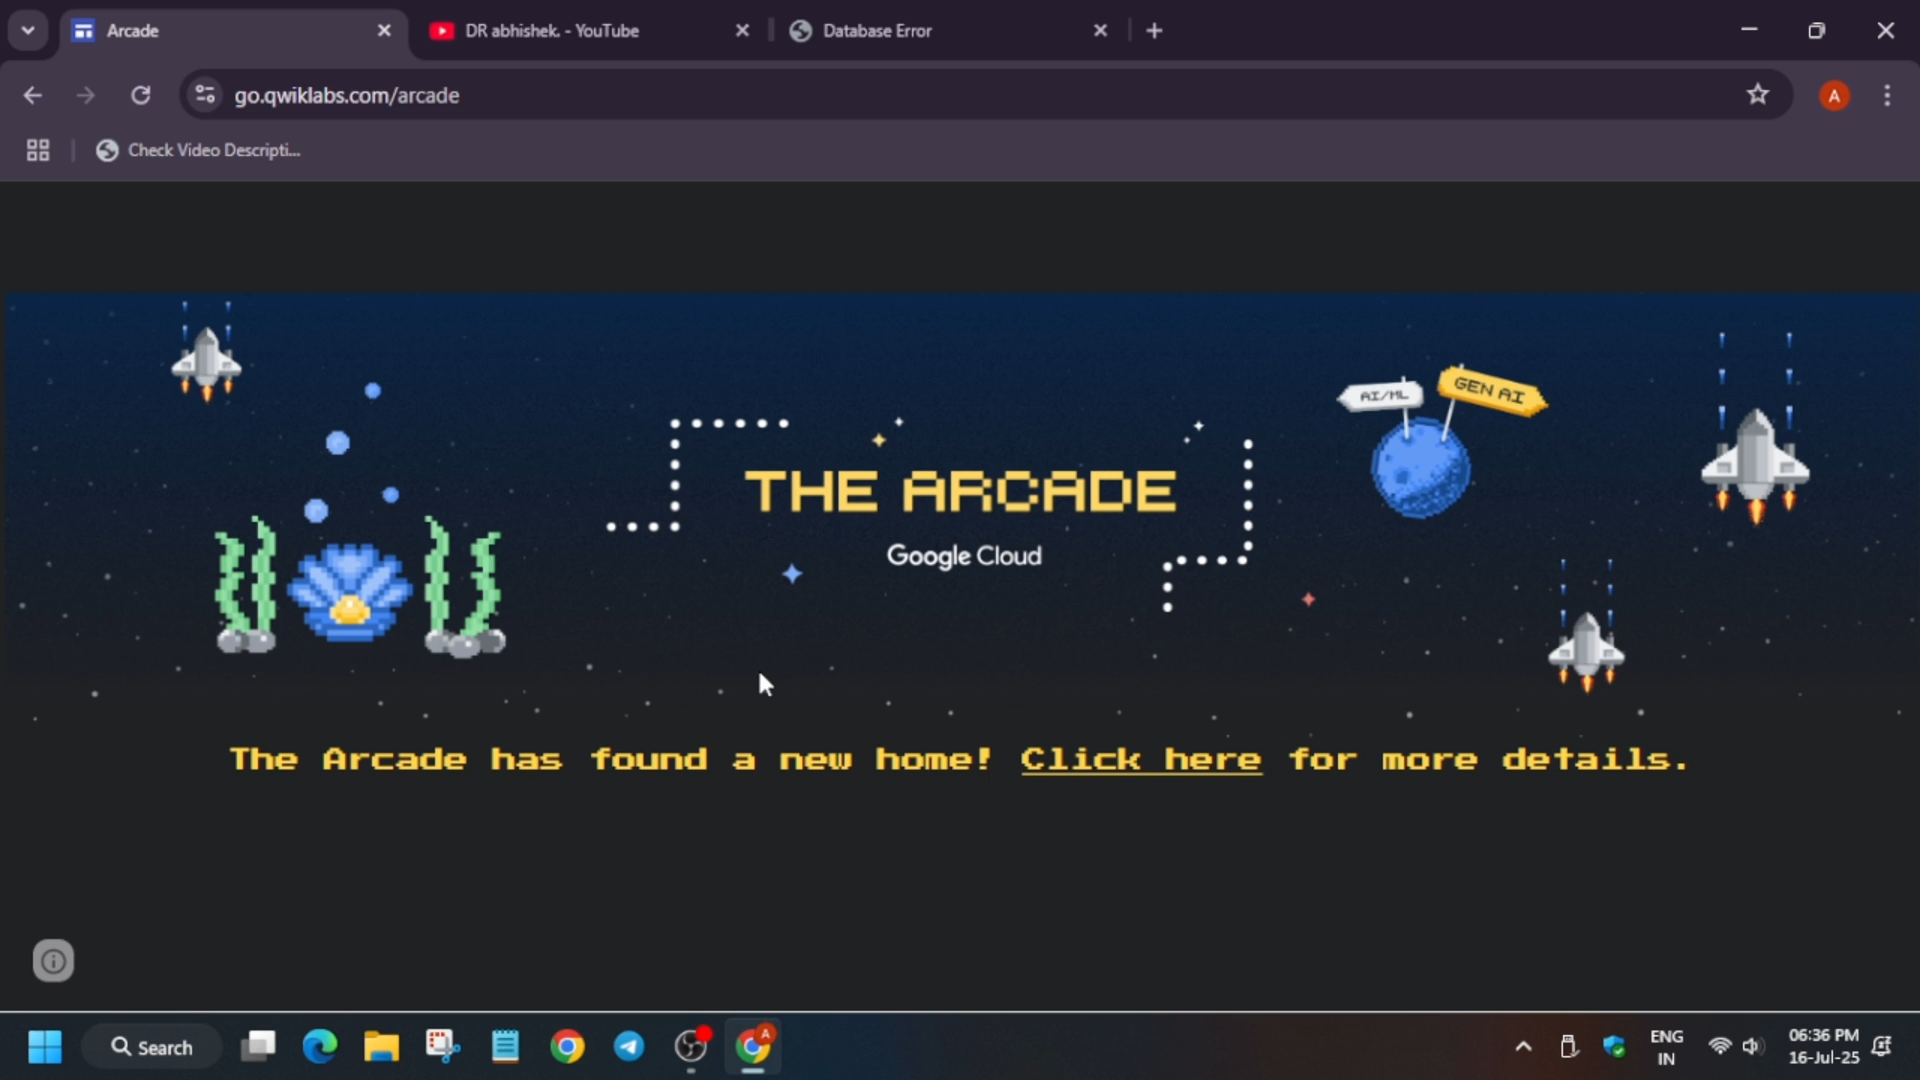 Arcade
DR abhishek. - YouTube
Database Error
go.qwiklabs.com/arcade
A
Check Video Descripti...
AI/ML
GEN AI
THE ARCADE
Google Cloud
The Arcade has found a new home! Click here for more details.
Search
A
ENG
IN
06:36 PM
16-Jul-25